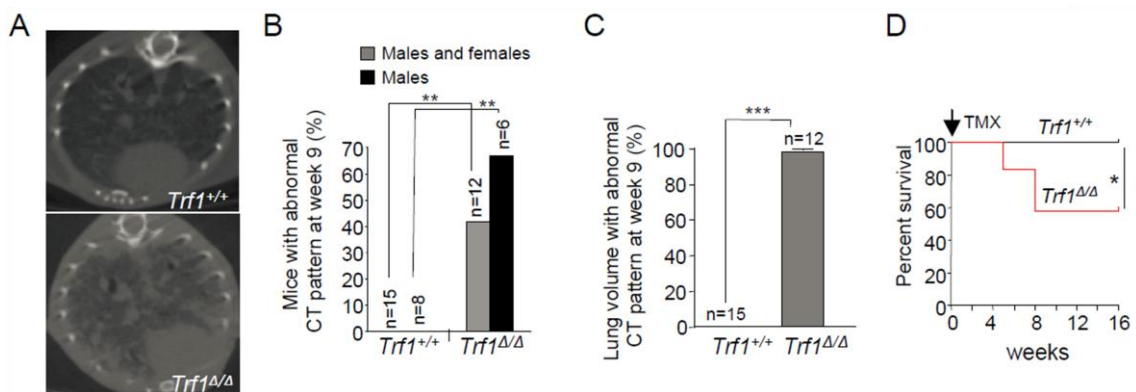 A
Trf1+/+
Trf1Δ/Δ
B
Males and females
Males
**
**
Mice with abnormal
CT pattern at week 9 (%)
70
60
50
40
30
20
10
0
n=15
n=8
n=12
n=6
Trf1+/+
Trf1Δ/Δ
C
***
n=12
Lung volume with abnormal
CT pattern at week 9 (%)
100
80
60
40
20
0
n=15
Trf1+/+
Trf1Δ/Δ
D
TMX
Trf1+/+
Trf1Δ/Δ
*
Percent survival
100
80
60
40
20
0
0
4
8
12
16
weeks